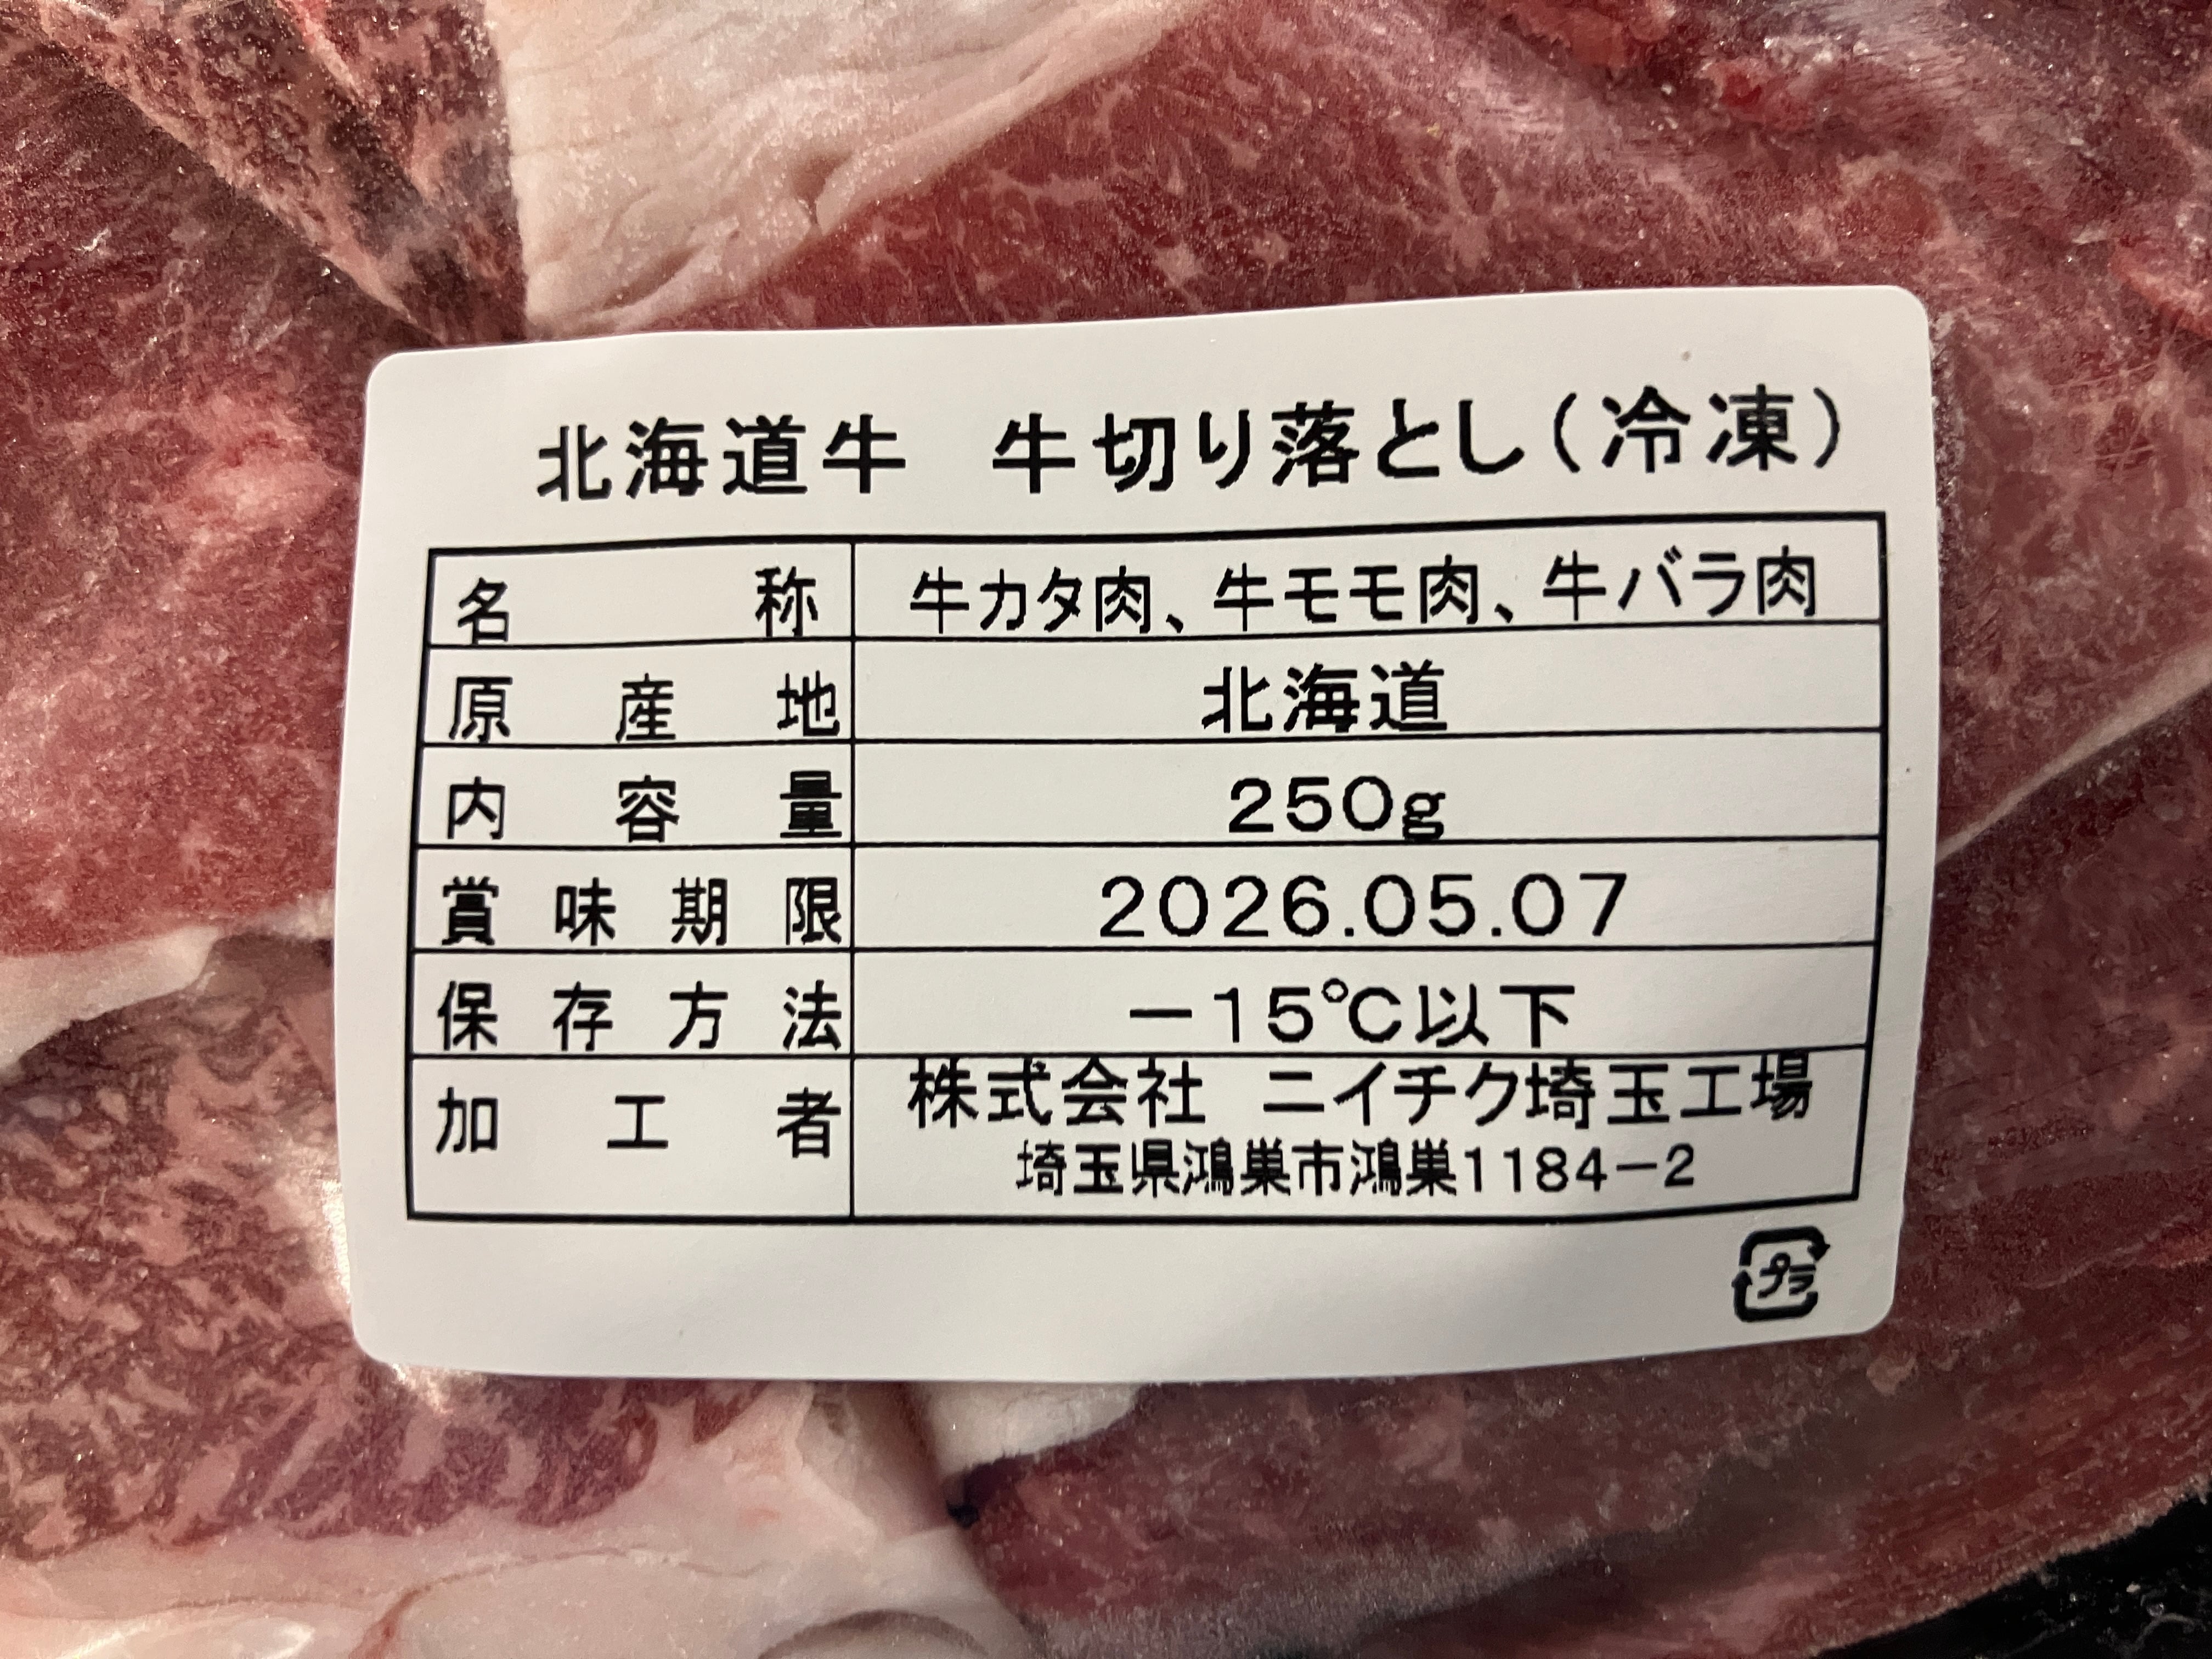 北海道牛　牛切り落とし（冷凍）
名称 牛カタ肉、牛モモ肉、牛バラ肉
原産地 北海道
内容量 250g
賞味期限 2026.05.07
保存方法 －15℃以下
加工者 株式会社　ニイチク埼玉工場
埼玉県鴻巣市鴻巣1184－2
プラ